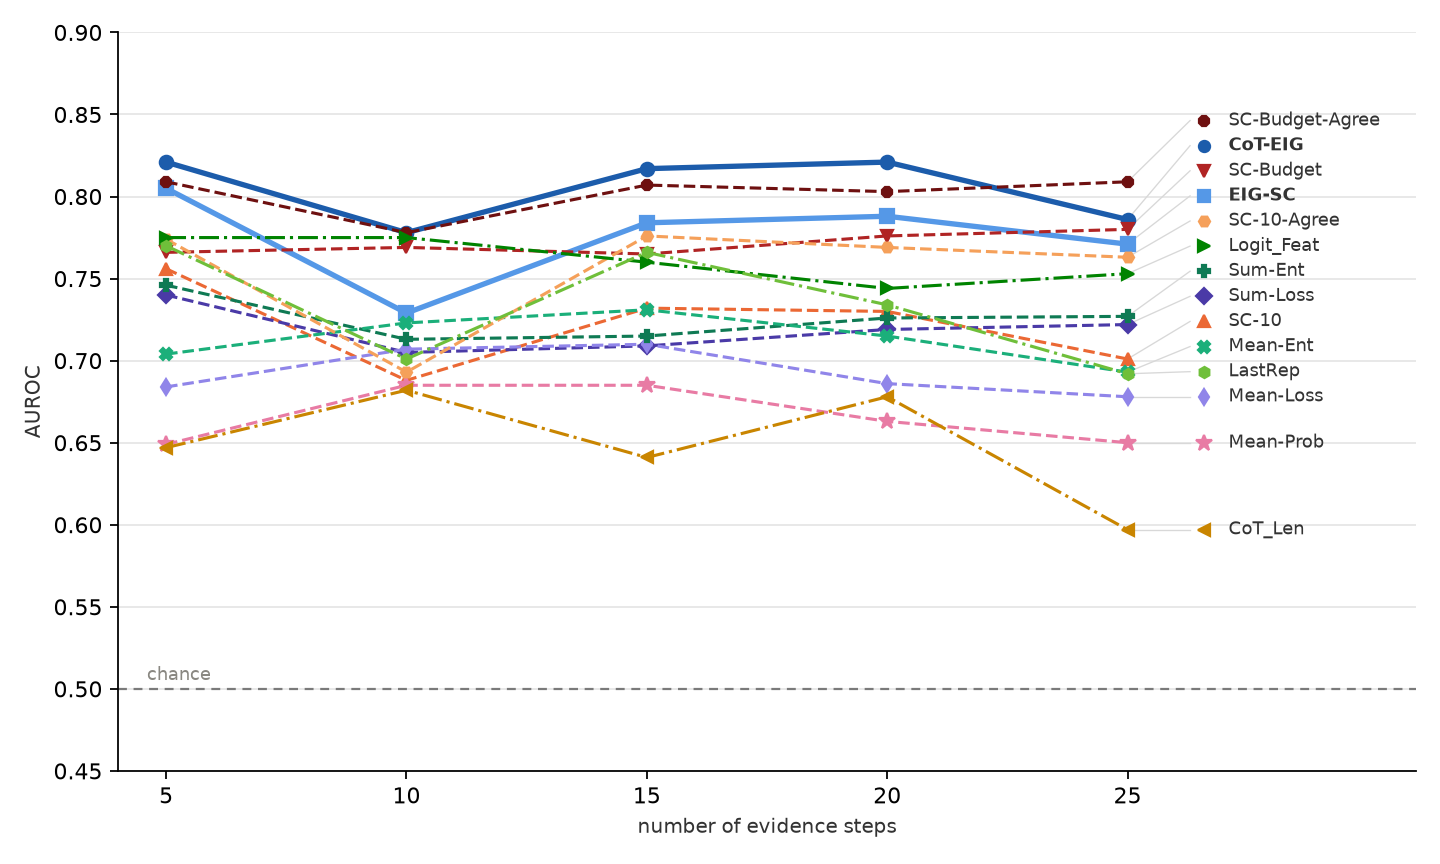 0.90
0.85
0.80
0.75
0.70
0.65
0.60
0.55
0.50
0.45
AUROC
chance
5
10
15
20
25
number of evidence steps
SC-Budget-Agree
CoT-EIG
SC-Budget
EIG-SC
SC-10-Agree
Logit_Feat
Sum-Ent
Sum-Loss
SC-10
Mean-Ent
LastRep
Mean-Loss
Mean-Prob
CoT_Len